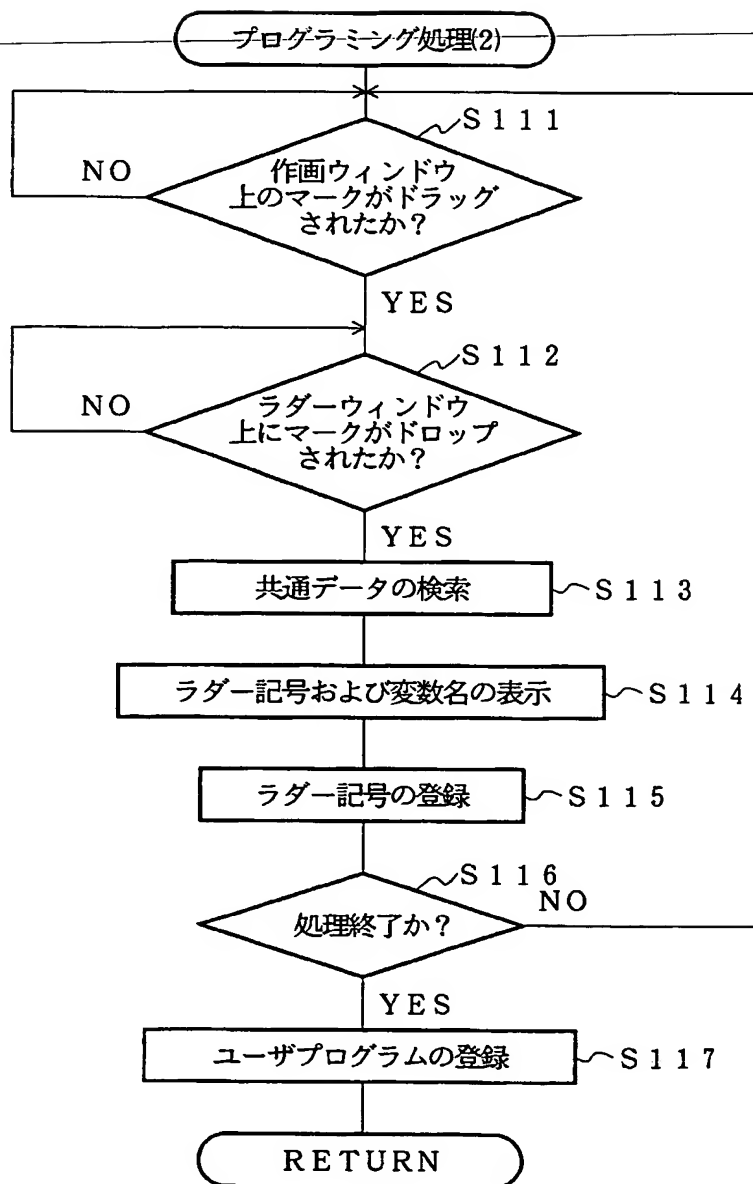 プログラミング処理(2)
S111
NO
作画ウィンドウ
上のマークがドラッグ
されたか？
YES
S112
NO
ラダーウィンドウ
上にマークがドロップ
されたか？
YES
共通データの検索
S113
ラダー記号および変数名の表示
S114
ラダー記号の登録
S115
S116
処理終了か？
NO
YES
ユーザプログラムの登録
S117
RETURN